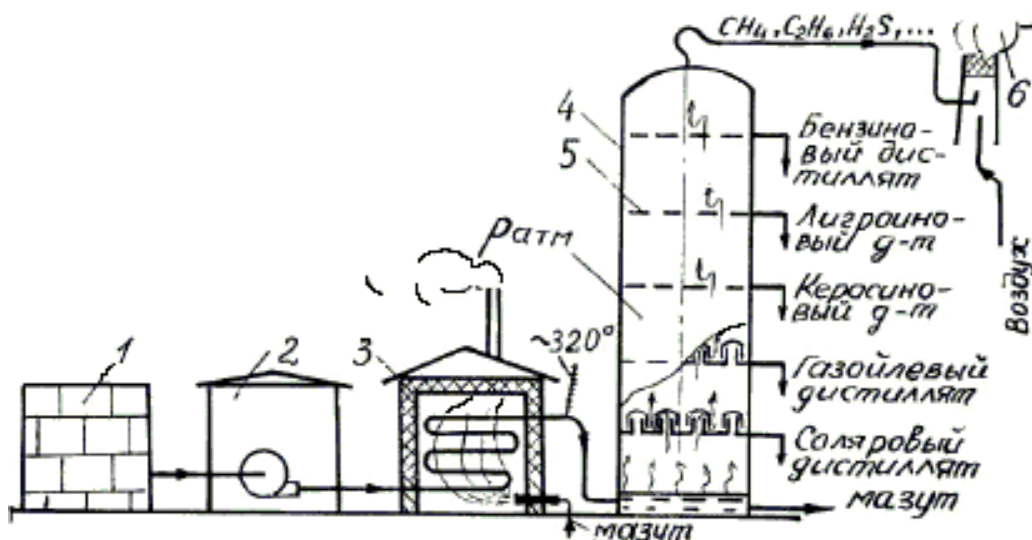 CH4, C2H6, H2S, ...
6
4
Бензино-
вый дис-
тиллят
5
Лигроино-
вый д-т
Воздух
Ратм
Керосино-
вый д-т
~320°
1
2
3
Газойлевый
дистиллят
Соляровый
дистиллят
мазут
мазут
t
t
t